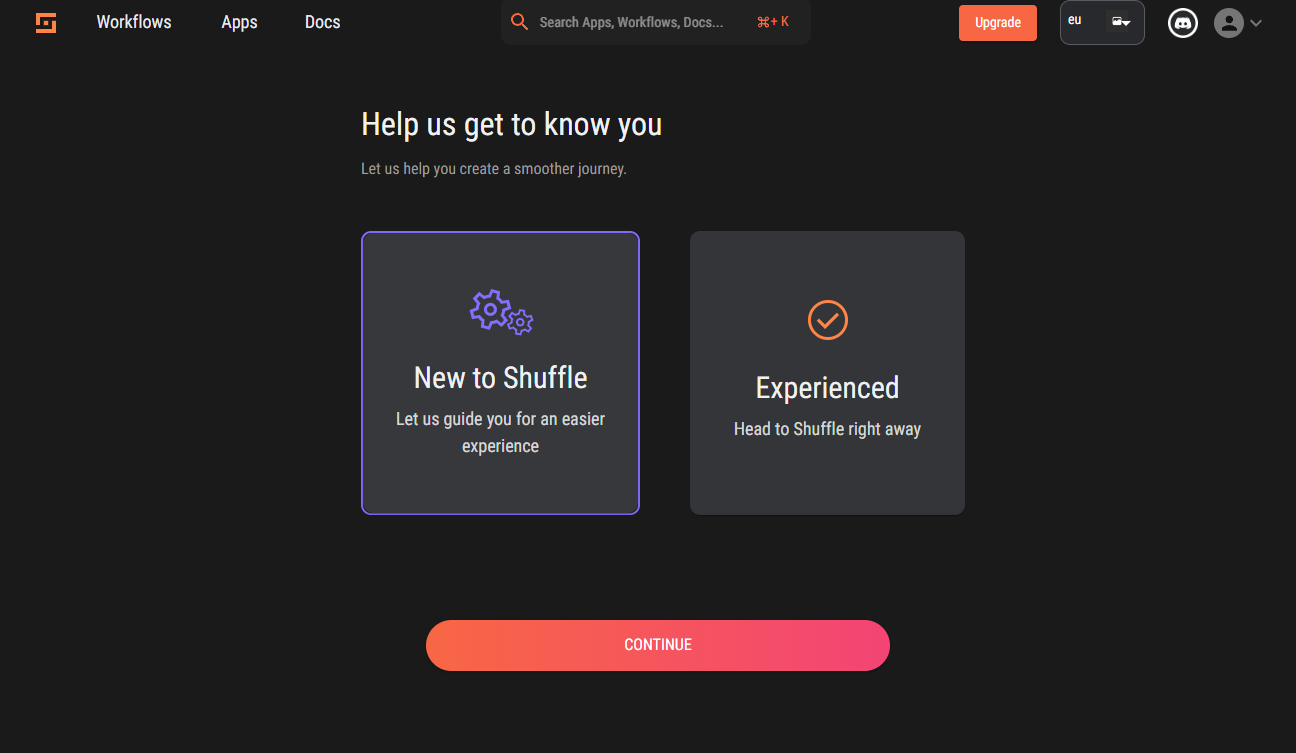 Workflows Apps Docs Search Apps, Workflows, Docs... ⌘+ K Upgrade eu
Help us get to know you
Let us help you create a smoother journey.
New to Shuffle
Let us guide you for an easier
experience
Experienced
Head to Shuffle right away
CONTINUE